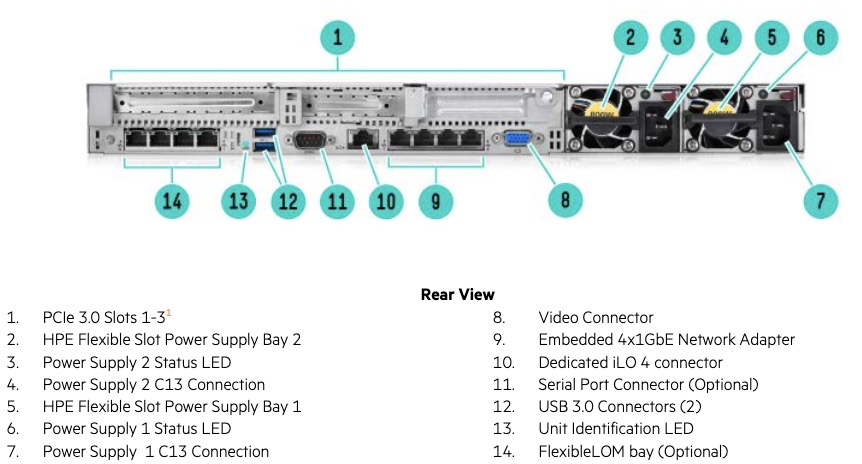 1 2 3 4 5 6
800W
14 13 12 11 10 9 8 7
Rear View
1. PCIe 3.0 Slots 1-3¹
2. HPE Flexible Slot Power Supply Bay 2
3. Power Supply 2 Status LED
4. Power Supply 2 C13 Connection
5. HPE Flexible Slot Power Supply Bay 1
6. Power Supply 1 Status LED
7. Power Supply 1 C13 Connection
8. Video Connector
9. Embedded 4x1GbE Network Adapter
10. Dedicated iLO 4 connector
11. Serial Port Connector (Optional)
12. USB 3.0 Connectors (2)
13. Unit Identification LED
14. FlexibleLOM bay (Optional)